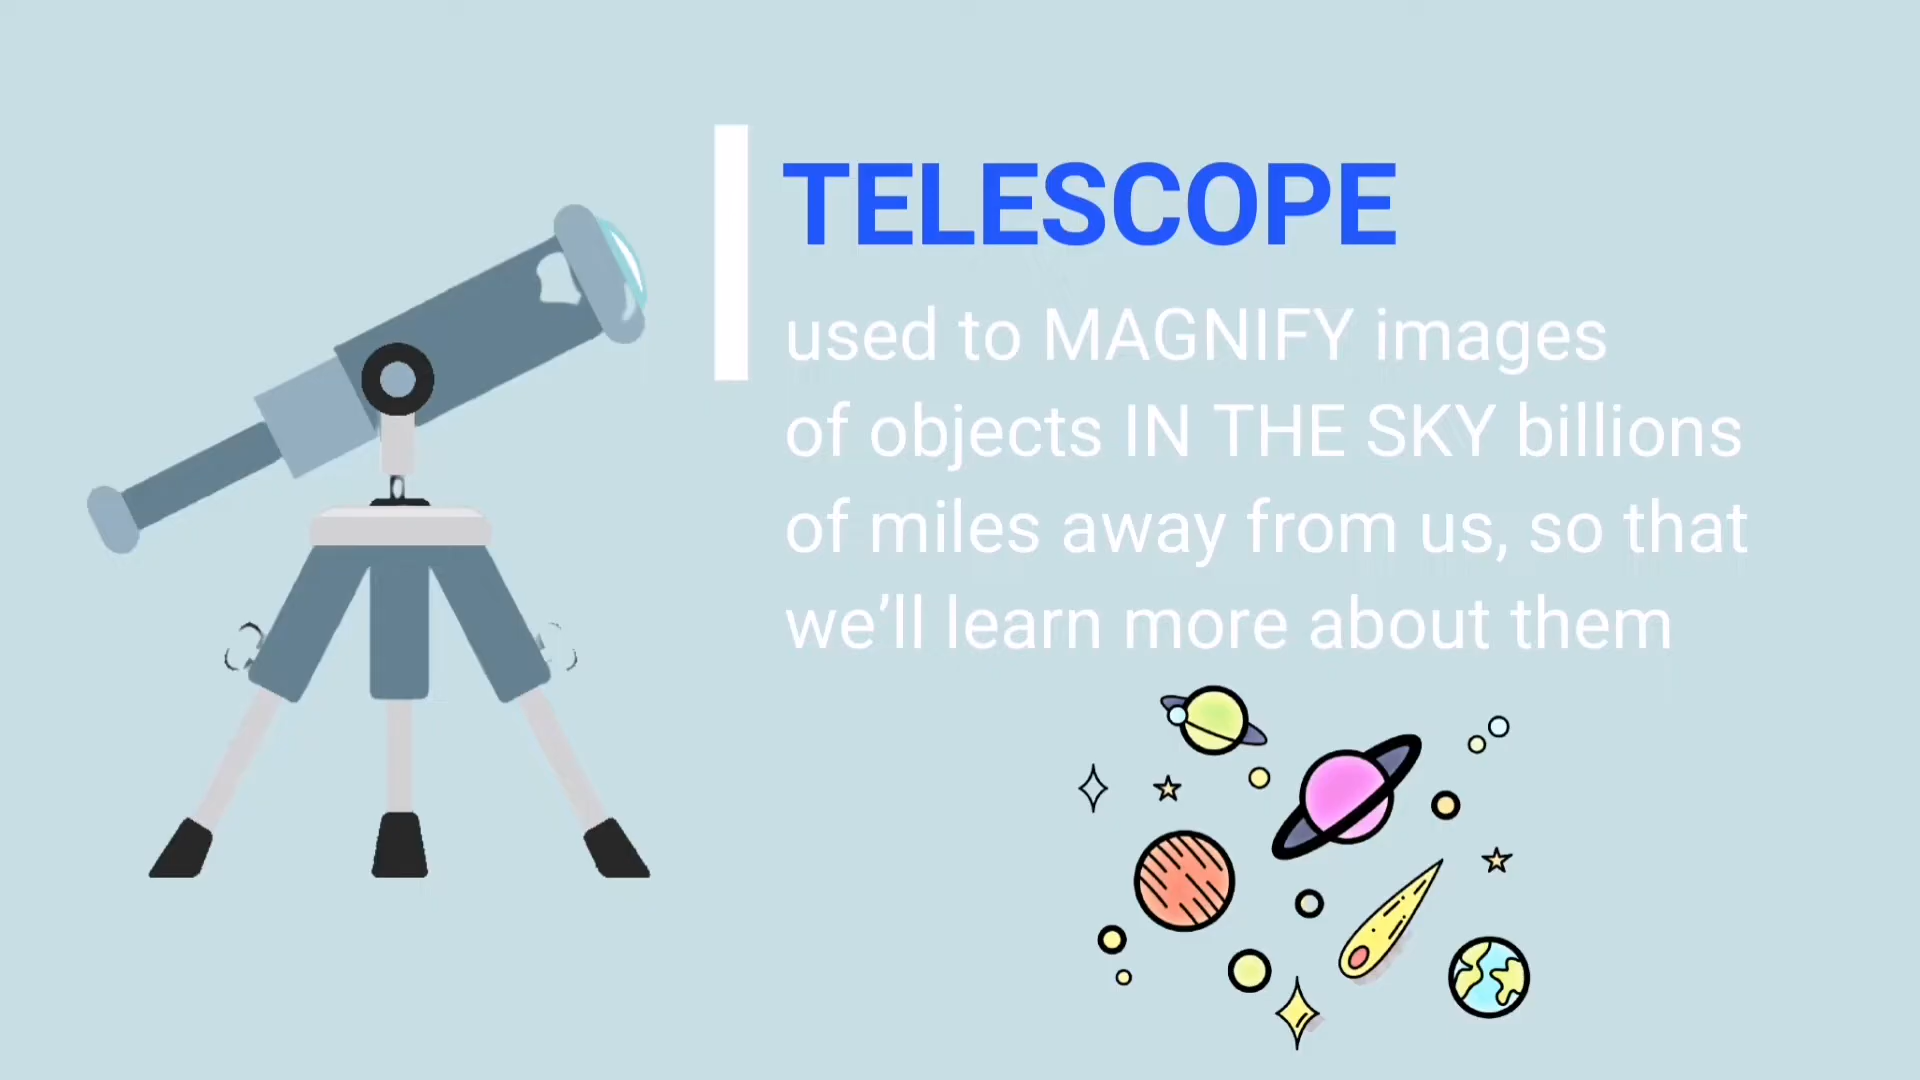 TELESCOPE
used to MAGNIFY images
of objects IN THE SKY billions
of miles away from us, so that
we’ll learn more about them